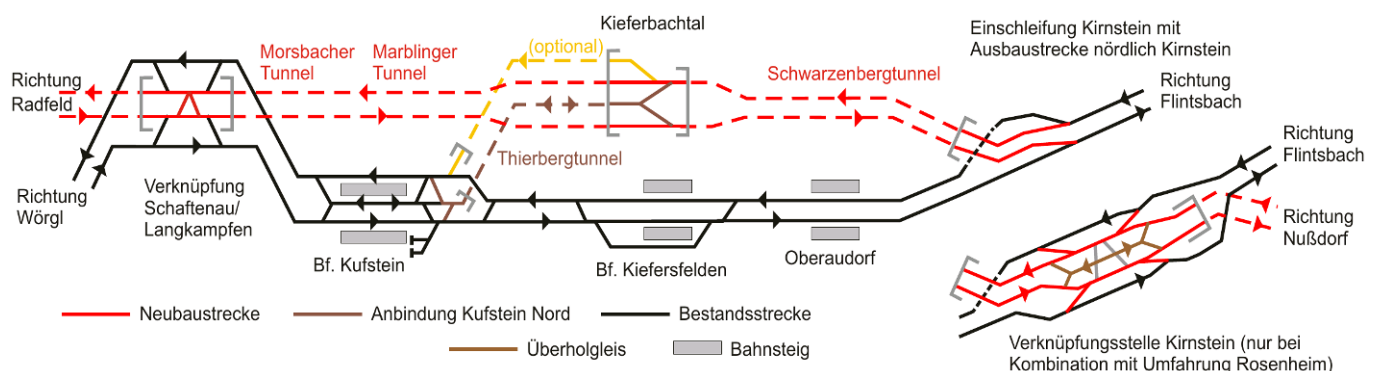 Kieferbachtal
Einschleifung Kirnstein mit
Ausbaustrecke nördlich Kirnstein
(optional)
Morsbacher
Tunnel
Marblinger
Tunnel
Schwarzenbergtunnel
Richtung
Radfeld
Richtung
Flintsbach
Richtung
Flintsbach
Thierbergtunnel
Richtung
Wörgl
Verknüpfung
Schaftenau/
Langkampfen
Richtung
Nußdorf
Bf. Kufstein
Bf. Kiefersfelden
Oberaudorf
Neubaustrecke
Anbindung Kufstein Nord
Bestandsstrecke
Überholgleis
Bahnsteig
Verknüpfungsstelle Kirnstein (nur bei
Kombination mit Umfahrung Rosenheim)